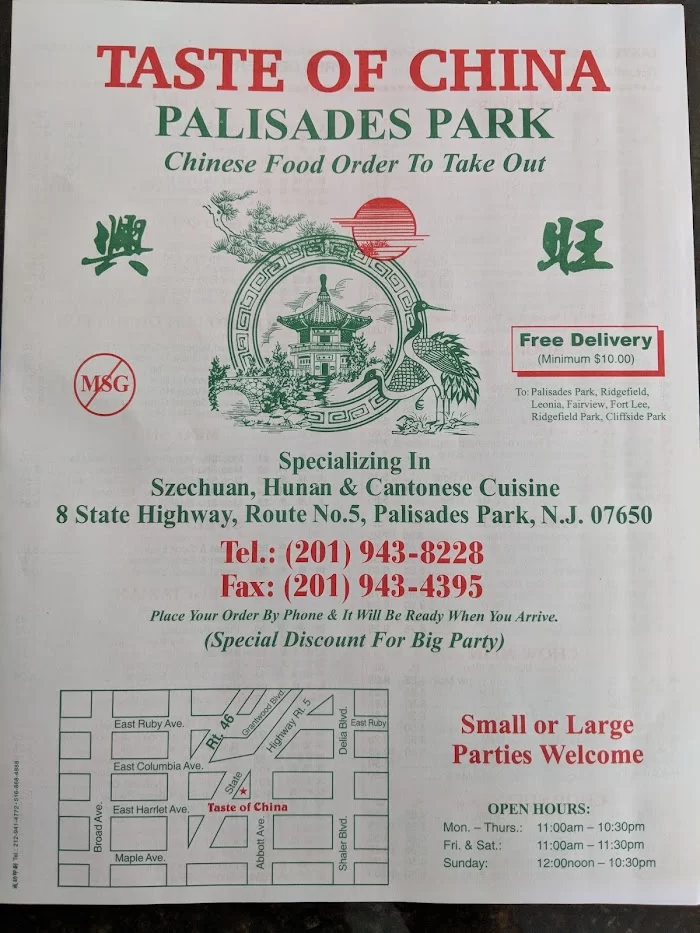 TASTE OF CHINA
PALISADES PARK
Chinese Food Order To Take Out
興
旺
MSG
Free Delivery
(Minimum $10.00)
To: Palisades Park, Ridgefield,
Leonia, Fairview, Fort Lee,
Ridgefield Park, Cliffside Park
Specializing In
Szechuan, Hunan & Cantonese Cuisine
8 State Highway, Route No.5, Palisades Park, N.J. 07650
Tel.: (201) 943-8228
Fax: (201) 943-4395
Place Your Order By Phone & It Will Be Ready When You Arrive.
(Special Discount For Big Party)
East Ruby Ave.
Rt. 46
Grantwood Blvd.
Highway Rt. 5
Delia Blvd.
East Ruby
East Columbia Ave.
State
East Harriet Ave.
Taste of China
Broad Ave.
Maple Ave.
Abbott Ave.
Shaler Blvd.
Small or Large
Parties Welcome
OPEN HOURS:
Mon. – Thurs.: 11:00am – 10:30pm
Fri. & Sat.: 11:00am – 11:30pm
Sunday: 12:00noon – 10:30pm